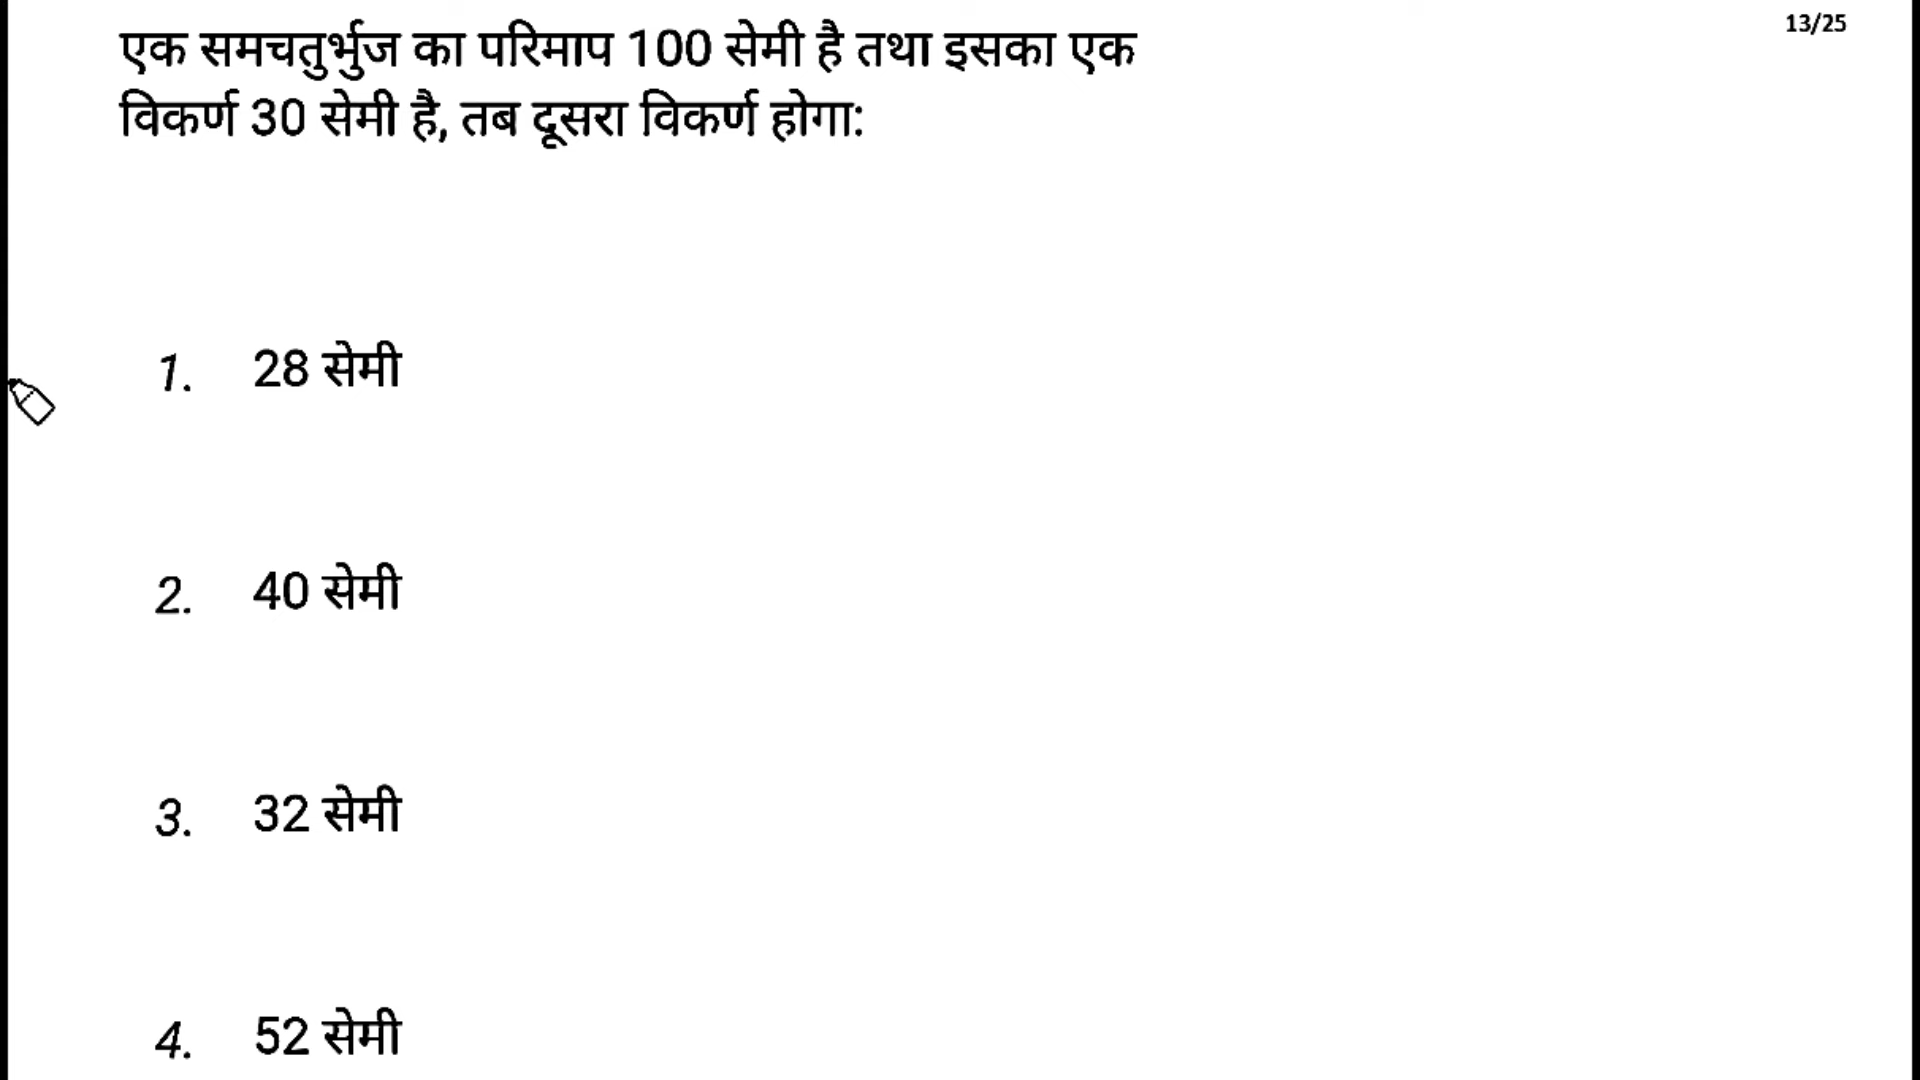 13/25
एक समचतुर्भुज का परिमाप 100 सेमी है तथा इसका एक
विकर्ण 30 सेमी है, तब दूसरा विकर्ण होगा:
1. 28 सेमी
2. 40 सेमी
3. 32 सेमी
4. 52 सेमी